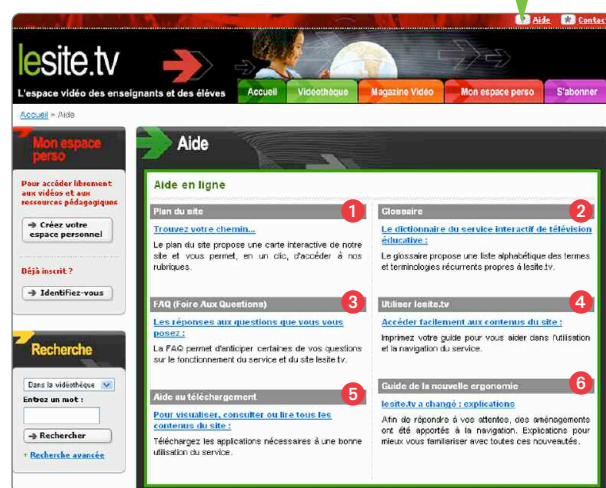 Aide Contact
lesite.tv
L'espace vidéo des enseignants et des élèves
Accueil Vidéothèque Magazine Vidéo Mon espace perso S'abonner
Accueil > Aide
Mon espace
perso
Pour accéder librement
aux vidéos et aux
ressources pédagogiques
Créez votre
espace personnel
Déjà inscrit ?
Identifiez-vous
Recherche
Dans la vidéothèque
Entrez un mot :
Rechercher
+ Recherche avancée
Aide
Aide en ligne
Plan du site 1
Trouvez votre chemin...
Le plan du site propose une carte interactive de notre
site et vous permet, en un clic, d'accéder à nos
rubriques.
Glossaire 2
Le dictionnaire du service interactif de télévision
éducative :
Le glossaire propose une liste alphabétique des termes
et terminologies récurrents propres à lesite.tv.
FAQ (Foire Aux Questions) 3
Les réponses aux questions que vous vous
posez :
La FAQ permet d'anticiper certaines de vos questions
sur le fonctionnement du service et du site lesite.tv.
Utiliser lesite.tv 4
Accéder facilement aux contenus du site :
Imprimez votre guide pour vous aider dans l'utilisation
et la navigation du service.
Aide au téléchargement 5
Pour visualiser, consulter ou lire tous les
contenus du site :
Téléchargez les applications nécessaires à une bonne
utilisation du service.
Guide de la nouvelle ergonomie 6
lesite.tv a changé : explications
Afin de répondre à vos attentes, des aménagements
ont été apportés à la navigation. Explications pour
mieux vous familiariser avec toutes ces nouveautés.